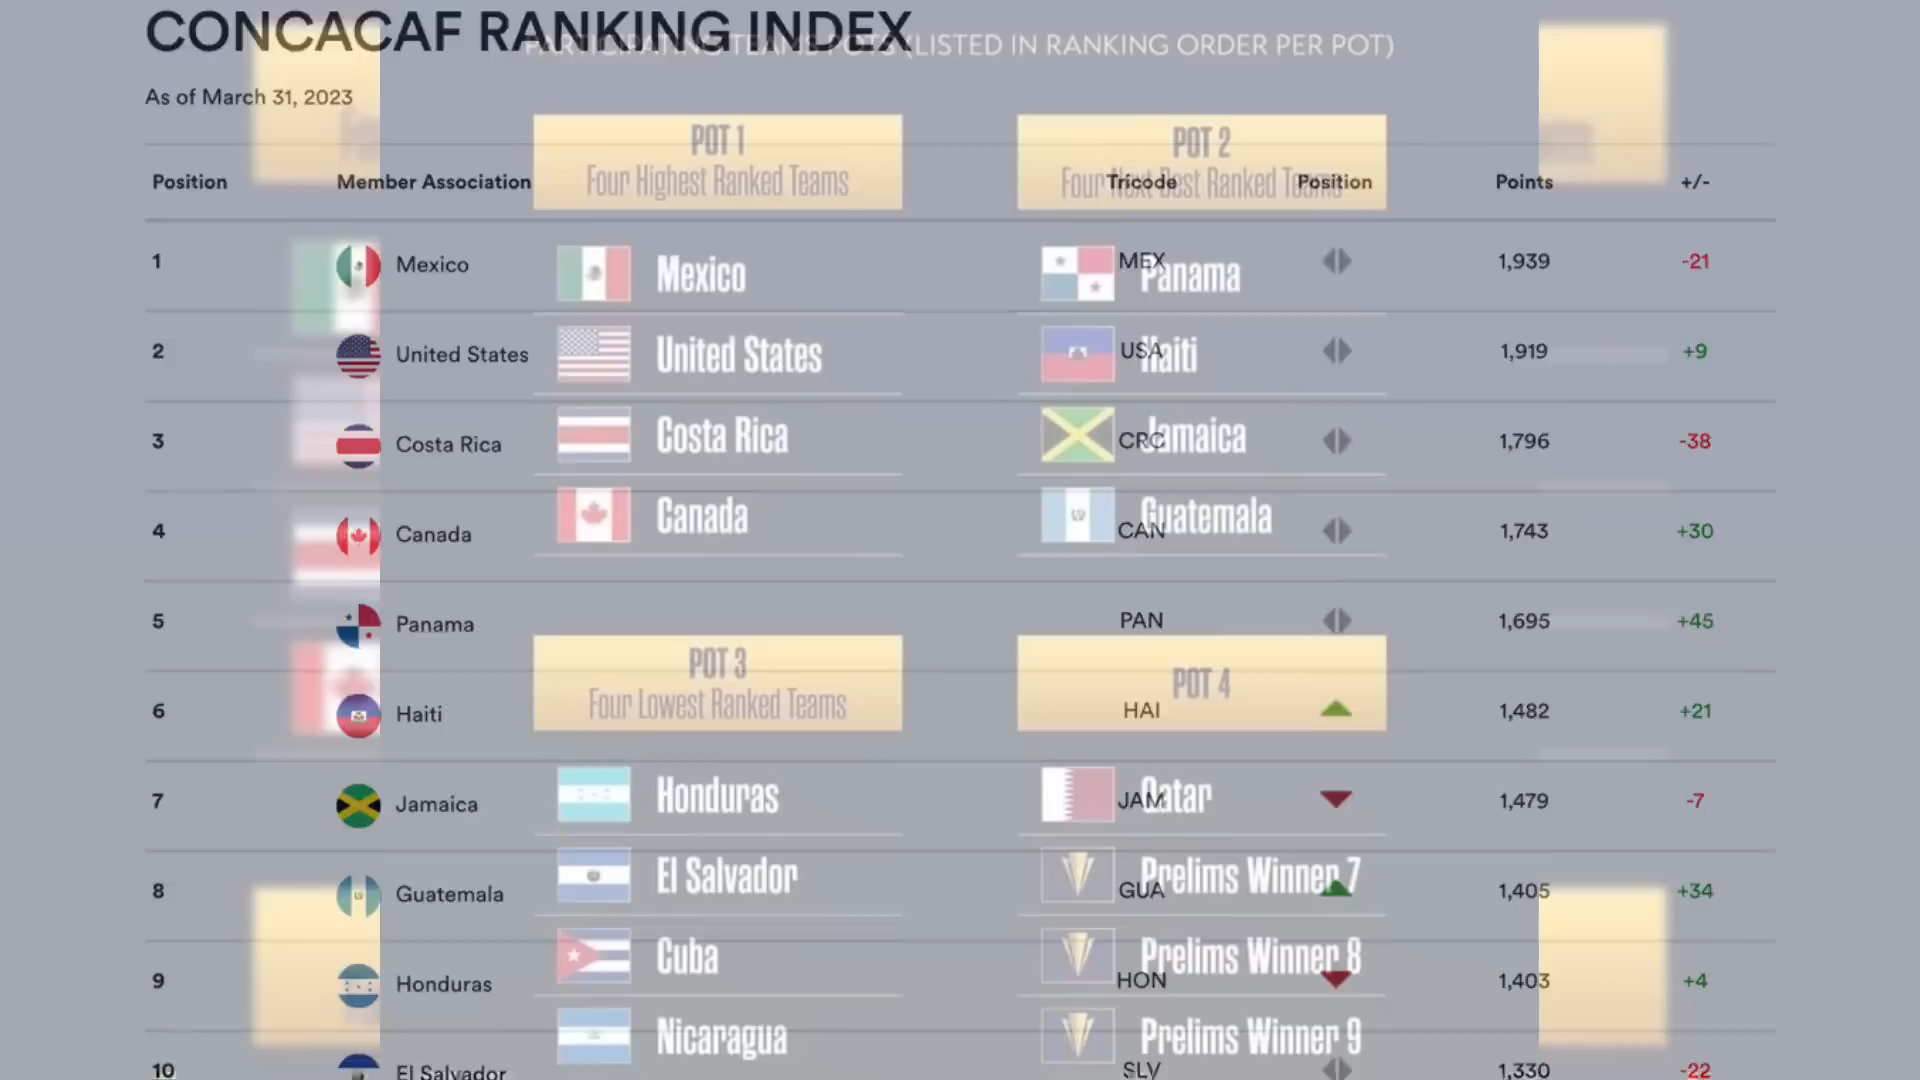 CONCACAF RANKING INDEX
PARTICIPATING TEAMS POTS (LISTED IN RANKING ORDER PER POT)
As of March 31, 2023
POT 1
Four Highest Ranked Teams
POT 2
Four Next Best Ranked Teams
Position Member Association Tricode Position Points +/-
1 Mexico MEX 1,939 -21
Mexico Panama
2 United States USA 1,919 +9
United States Haiti
3 Costa Rica CRC 1,796 -38
Costa Rica Jamaica
4 Canada CAN 1,743 +30
Canada Guatemala
5 Panama PAN 1,695 +45
POT 3
Four Lowest Ranked Teams
POT 4
6 Haiti HAI 1,482 +21
7 Jamaica JAM 1,479 -7
Honduras Qatar
8 Guatemala GUA 1,405 +34
El Salvador Prelims Winner 7
9 Honduras HON 1,403 +4
Cuba Prelims Winner 8
Nicaragua Prelims Winner 9
10 El Salvador SLV 1,330 -22